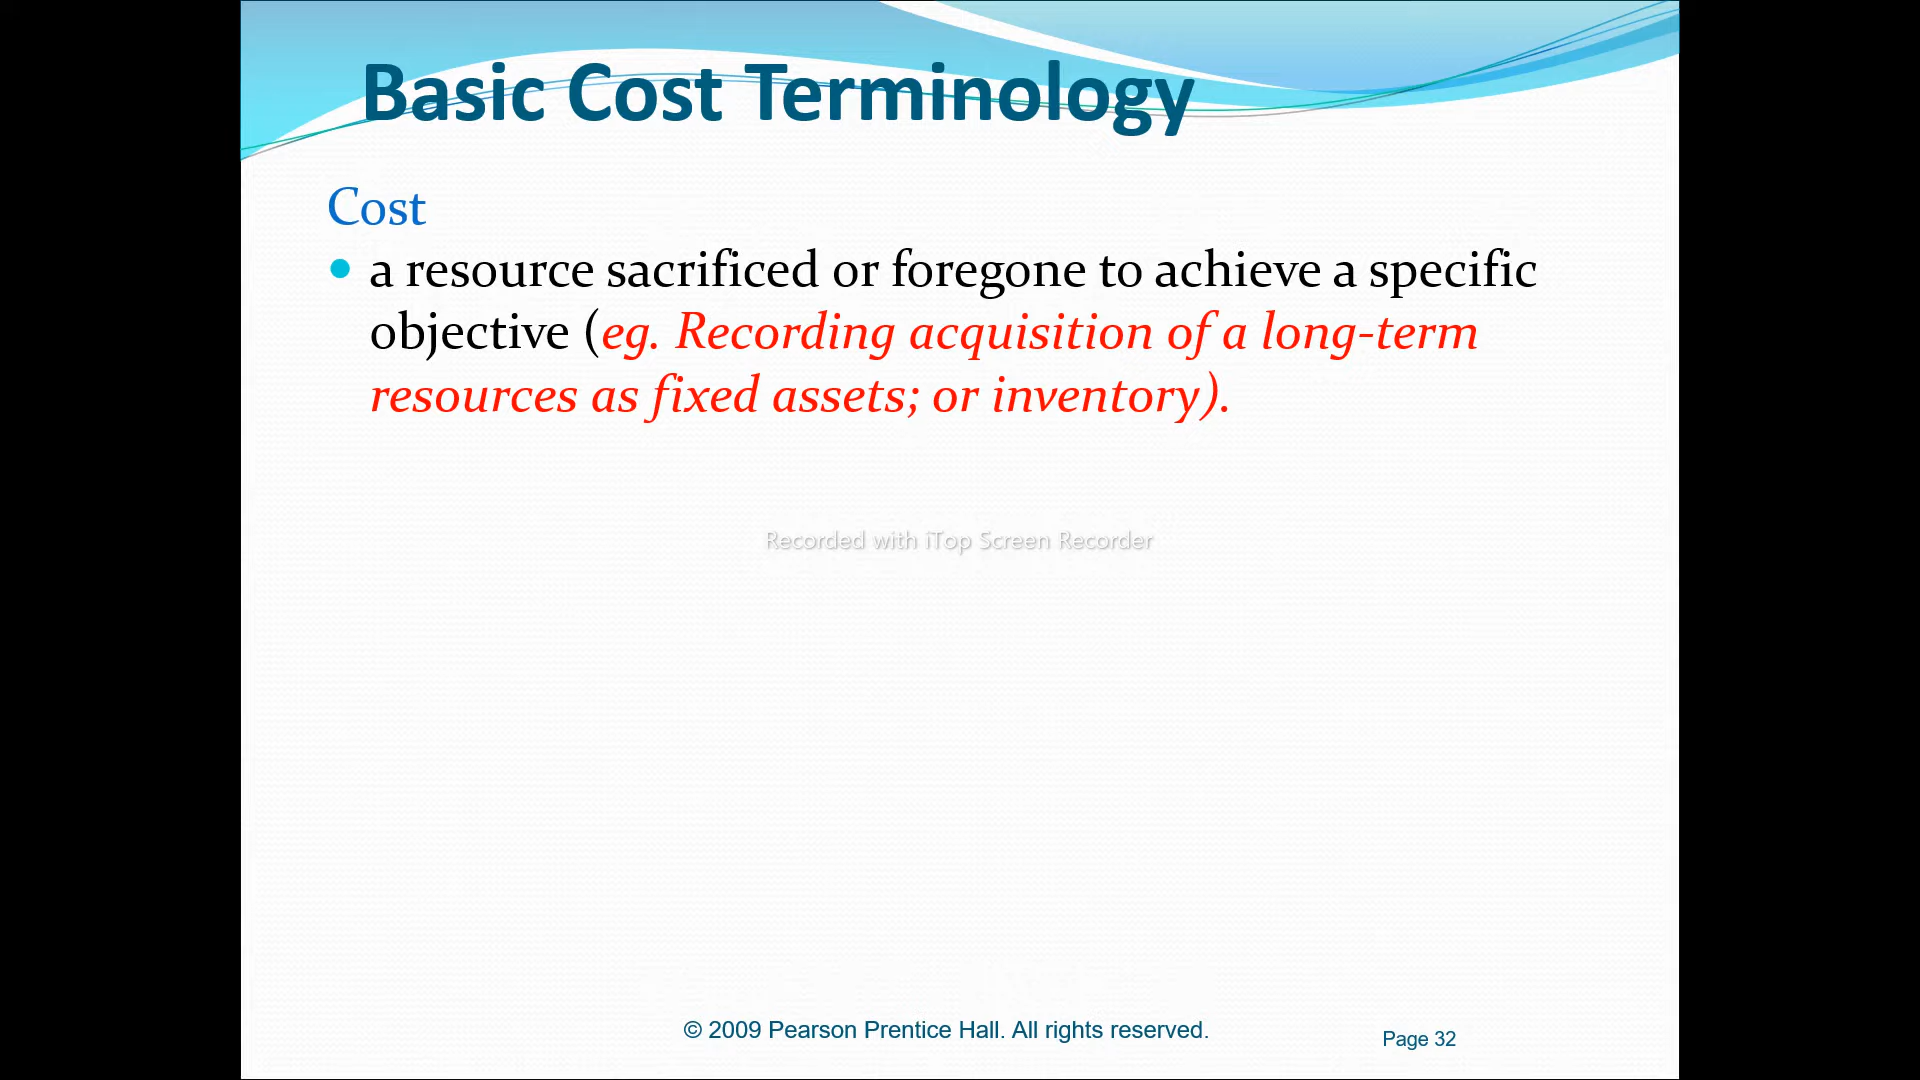 Basic Cost Terminology
Cost
a resource sacrificed or foregone to achieve a specific
objective (eg. Recording acquisition of a long-term
resources as fixed assets; or inventory).
Recorded with iTop Screen Recorder
© 2009 Pearson Prentice Hall. All rights reserved.
Page 32